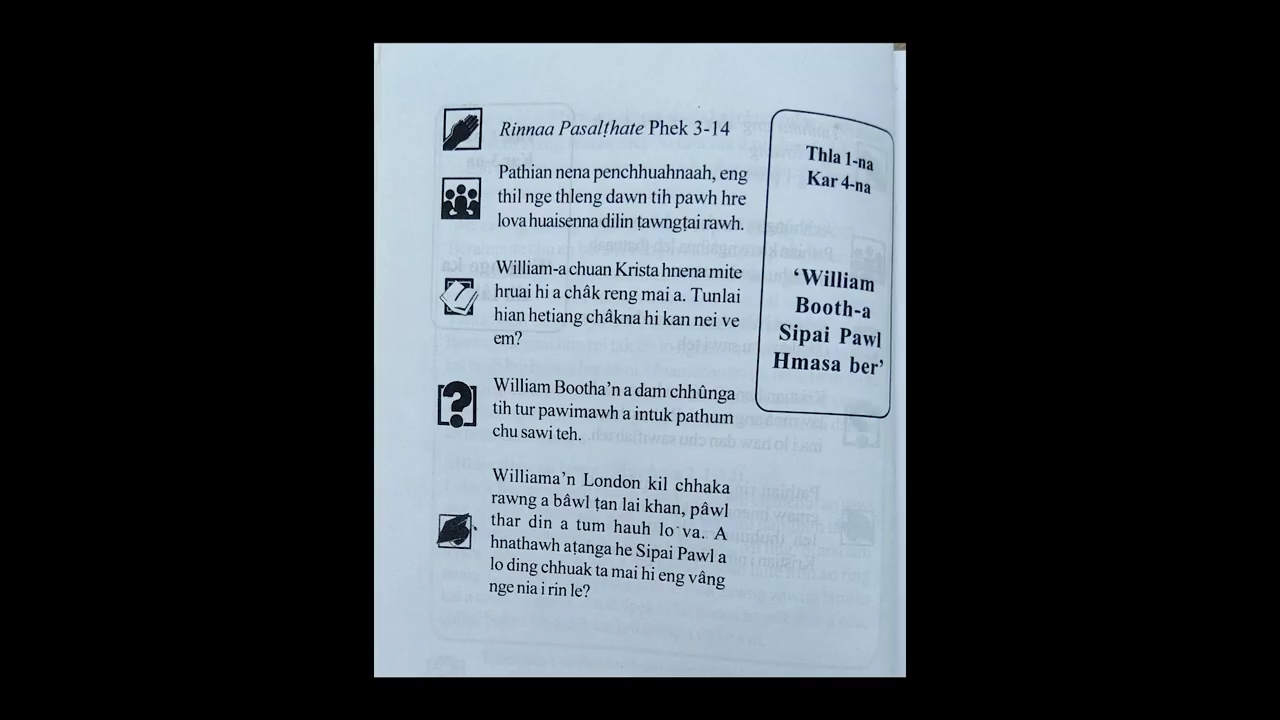 Rinnaa Pasalṭhate Phek 3-14
Pathian nena penchhuahnaah, eng
thil nge thleng dawn tih pawh hre
lova huaisenna dilin ṭawngṭai rawh.
William-a chuan Krista hnena mite
hruai hi a châk reng mai a. Tunlai
hian hetiang châkna hi kan nei ve
em?
William Bootha'n a dam chhûnga
tih tur pawimawh a intuk pathum
chu sawi teh.
Williama'n London kil chhaka
rawng a bâwl ṭan lai khan, pâwl
thar din a tum hauh lo va. A
hnathawh aṭanga he Sipai Pawl a
lo ding chhuak ta mai hi eng vâng
nge nia i rin le?
Thla 1-na
Kar 4-na
‘William
Booth-a
Sipai Pawl
Hmasa ber’